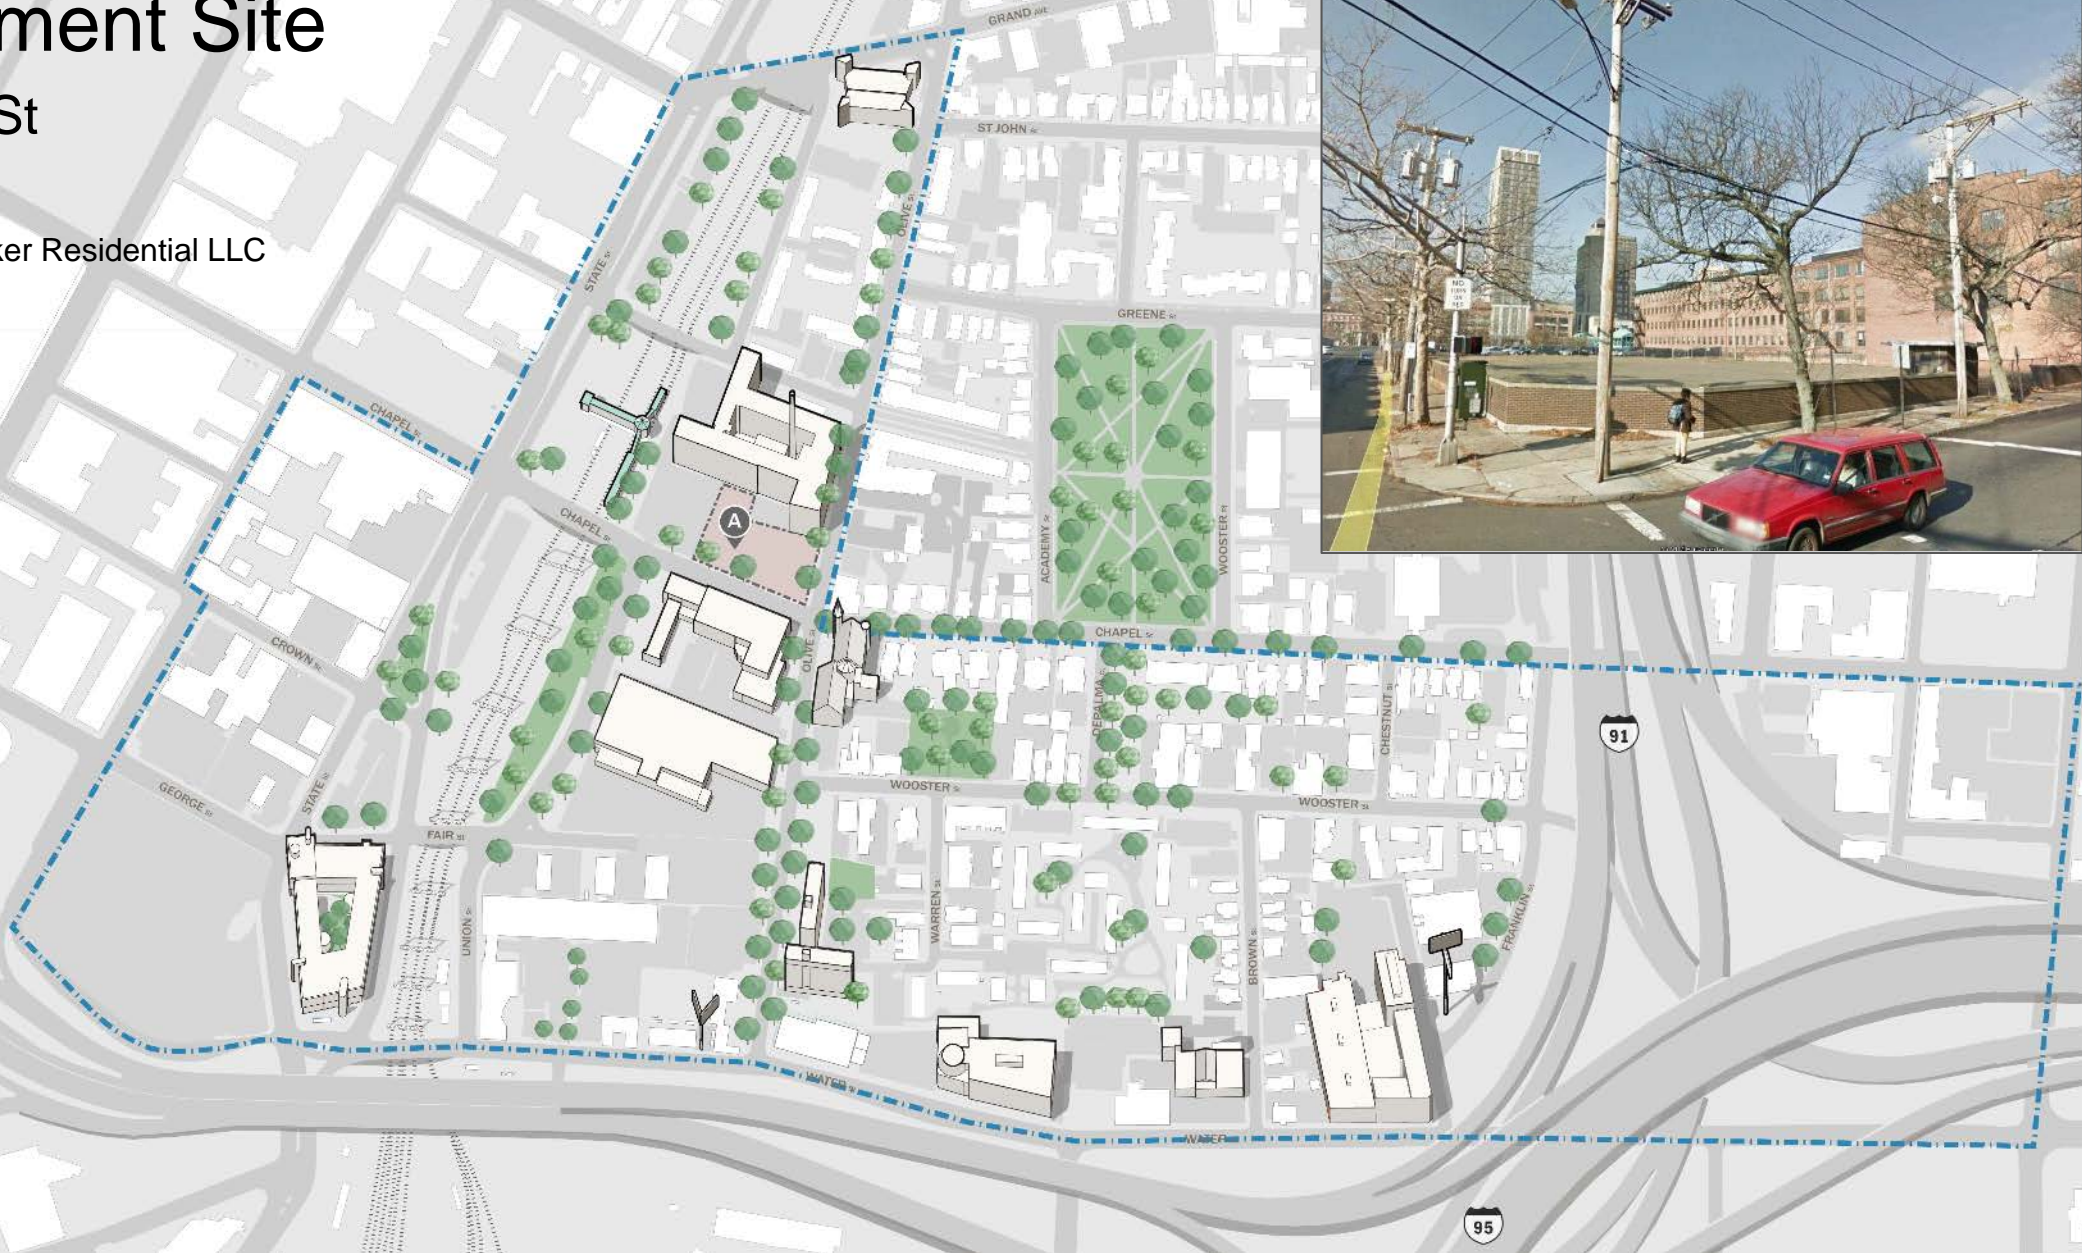 ment Site
St
ker Residential LLC
GRAND AVE
ST JOHN ST
OLIVE ST
STATE ST
GREENE ST
CHAPEL ST
CHAPEL ST
A
ACADEMY ST
WOOSTER ST
NO
CROWN ST
OLIVE ST
CHAPEL ST
DEPALMA
CHESTNUT ST
91
GEORGE ST
STATE ST
WOOSTER ST
WOOSTER ST
FAIR ST
UNION ST
WARREN ST
BROWN ST
FRANKLIN ST
WATER ST
WATER
95